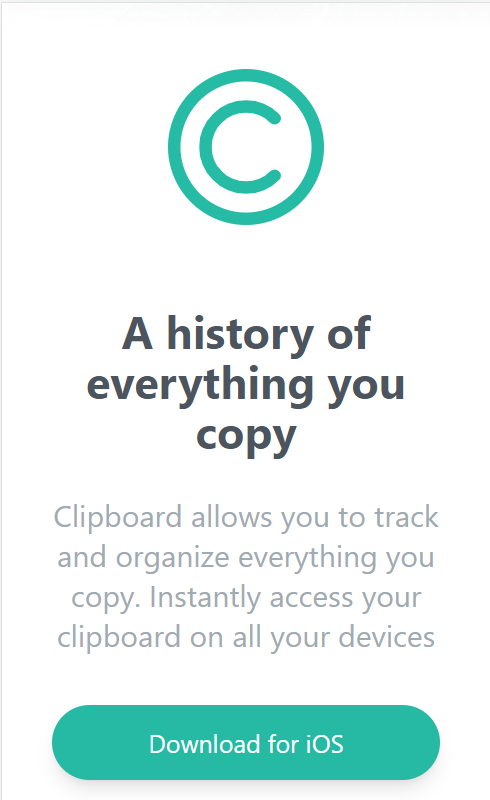 A history of
everything you
copy
Clipboard allows you to track
and organize everything you
copy. Instantly access your
clipboard on all your devices
Download for iOS